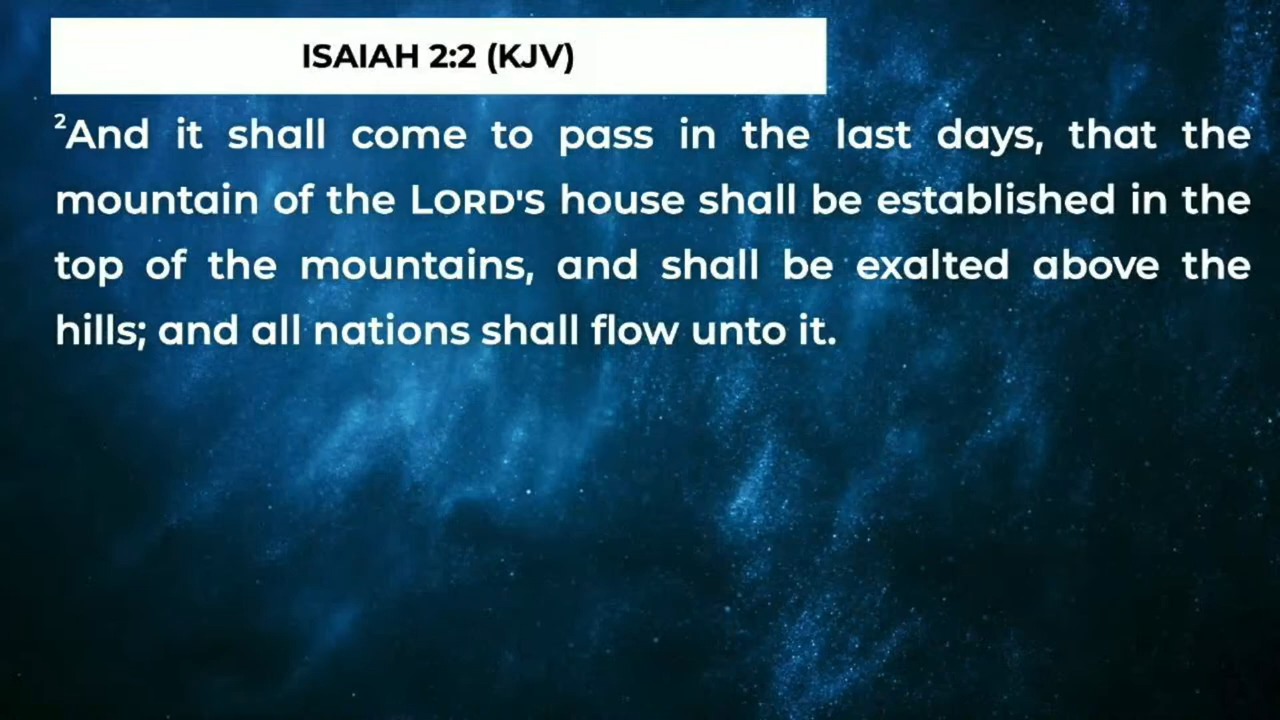 ISAIAH 2:2 (KJV)
²And it shall come to pass in the last days, that the
mountain of the LORD'S house shall be established in the
top of the mountains, and shall be exalted above the
hills; and all nations shall flow unto it.